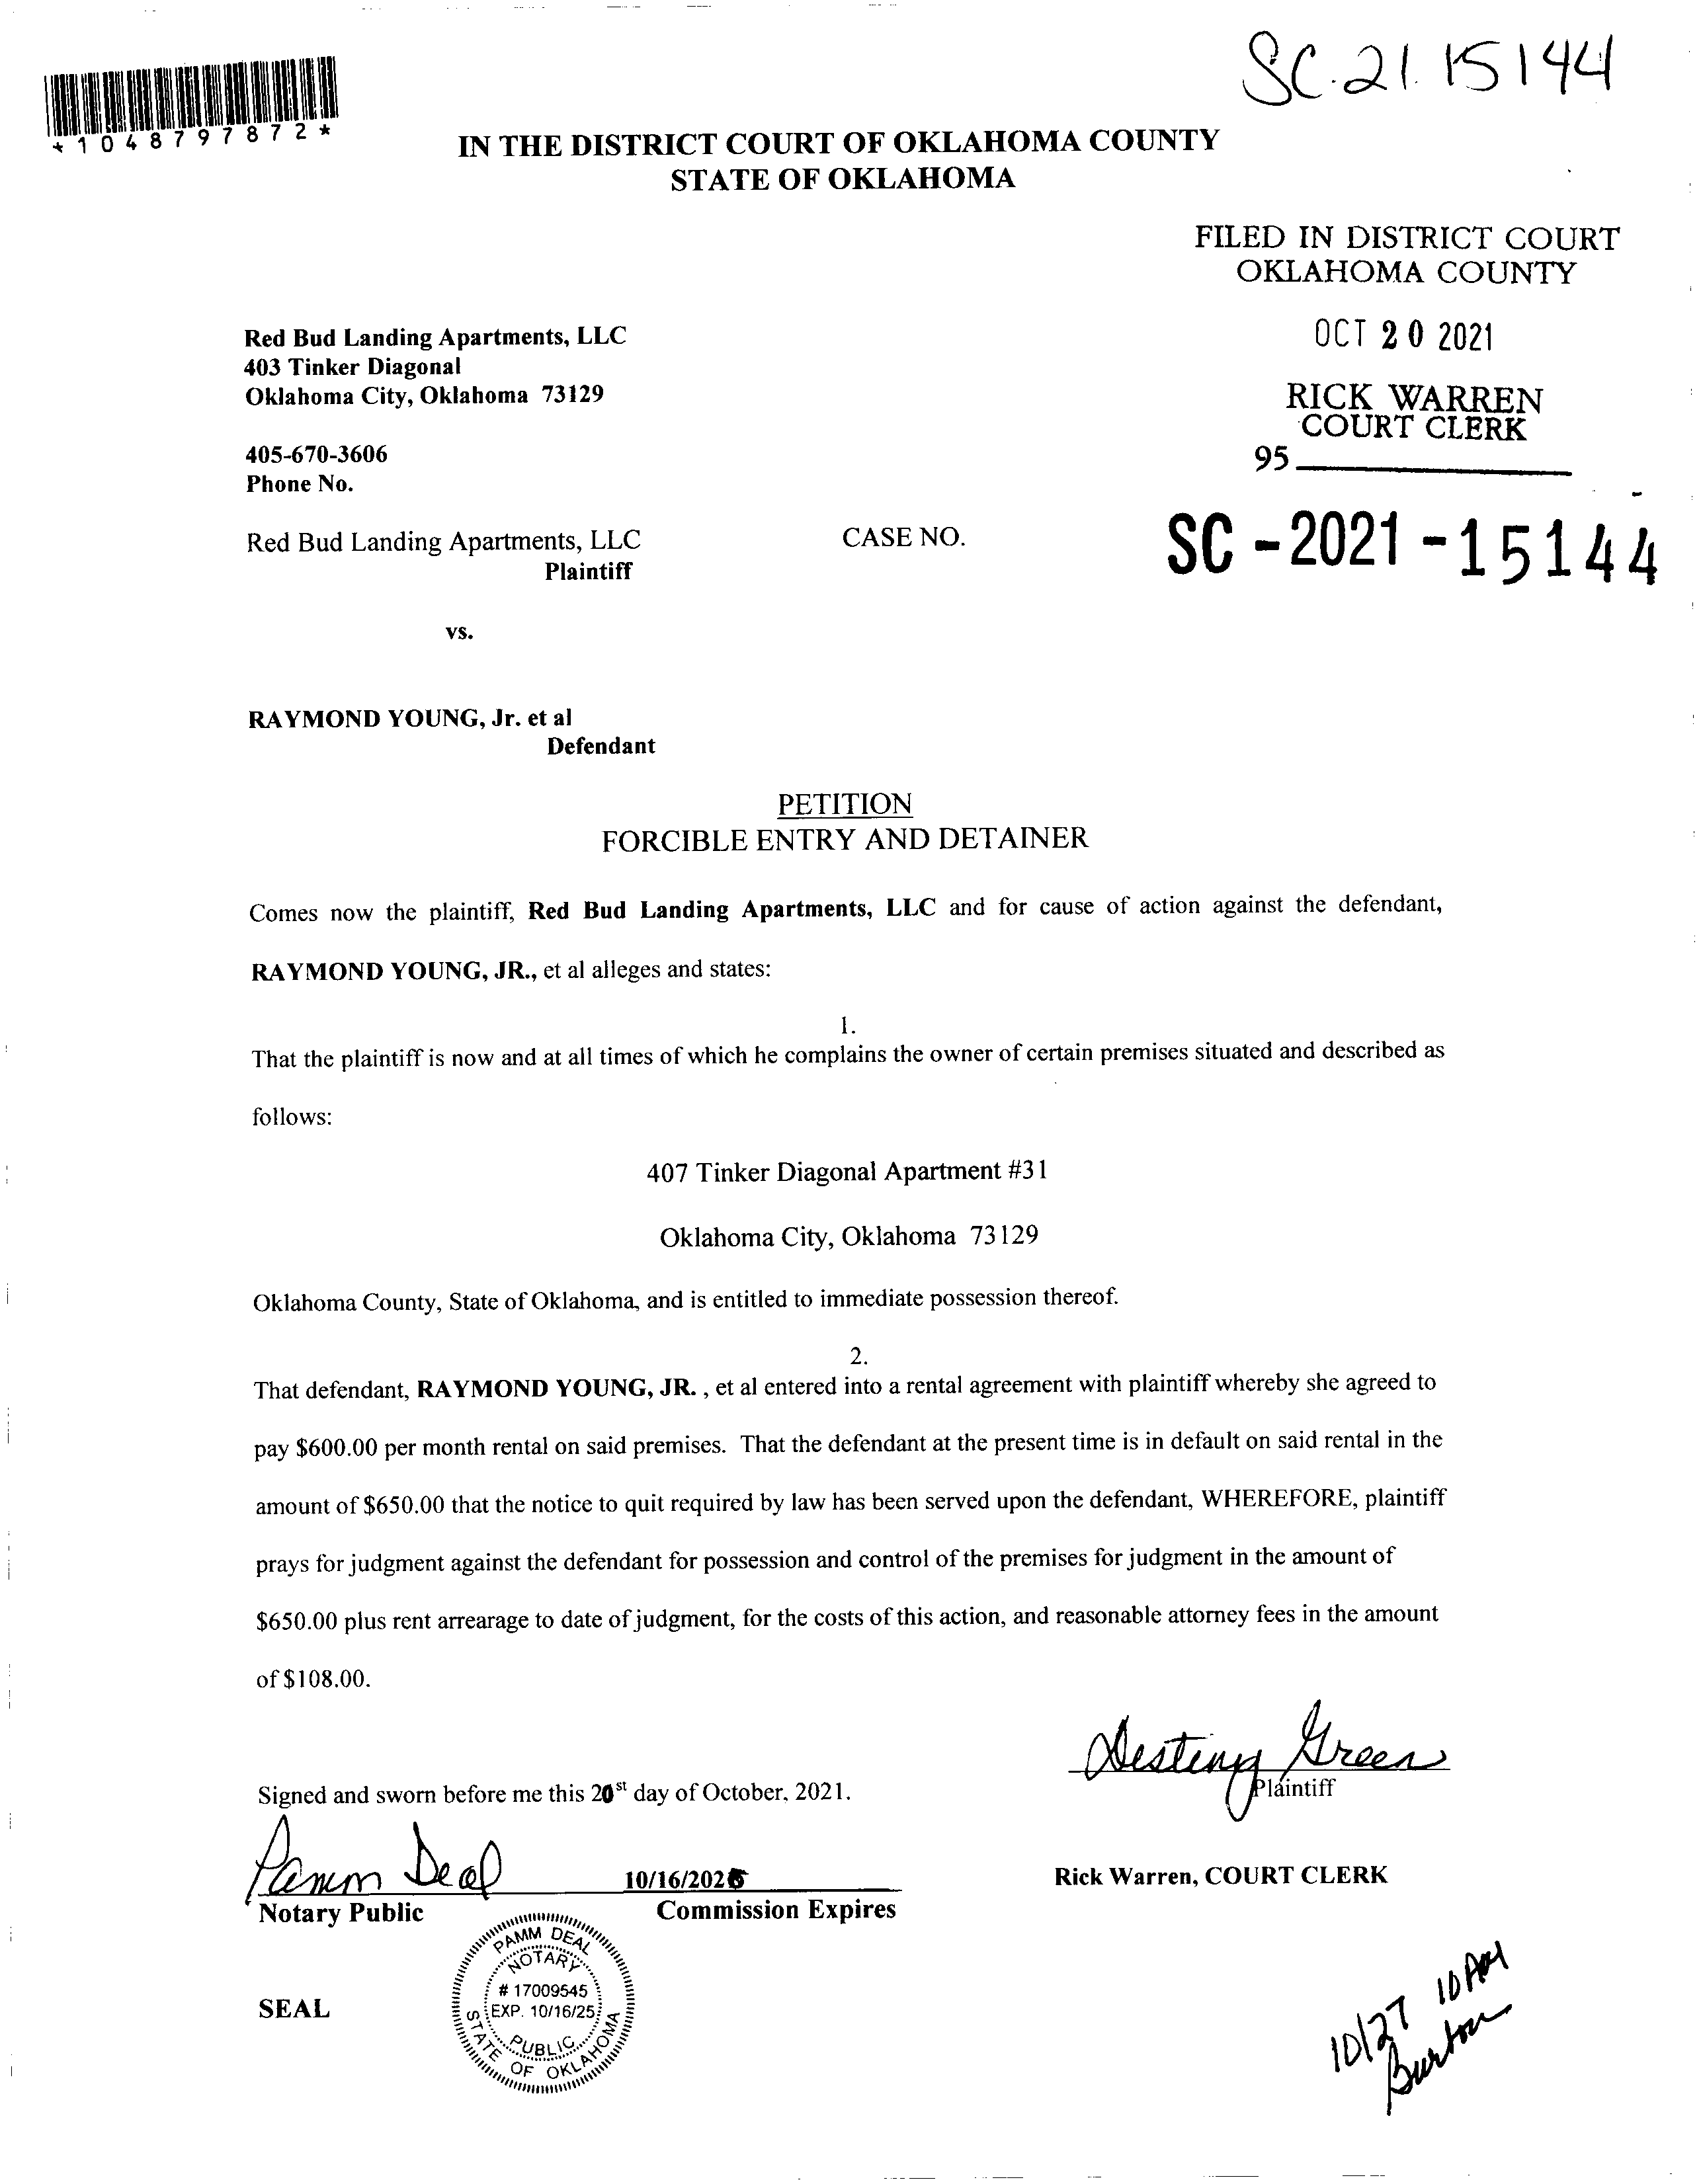 SC.21.15144
*1048797872*
IN THE DISTRICT COURT OF OKLAHOMA COUNTY
STATE OF OKLAHOMA
FILED IN DISTRICT COURT
OKLAHOMA COUNTY
OCT 20 2021
RICK WARREN
COURT CLERK
95
Red Bud Landing Apartments, LLC
403 Tinker Diagonal
Oklahoma City, Oklahoma 73129
405-670-3606
Phone No.
Red Bud Landing Apartments, LLC CASE NO. SC-2021-15144
Plaintiff
vs.
RAYMOND YOUNG, Jr. et al
Defendant
PETITION
FORCIBLE ENTRY AND DETAINER
Comes now the plaintiff, Red Bud Landing Apartments, LLC and for cause of action against the defendant,
RAYMOND YOUNG, JR., et al alleges and states:
1.
That the plaintiff is now and at all times of which he complains the owner of certain premises situated and described as
follows:
407 Tinker Diagonal Apartment #31
Oklahoma City, Oklahoma 73129
Oklahoma County, State of Oklahoma, and is entitled to immediate possession thereof.
2.
That defendant, RAYMOND YOUNG, JR. , et al entered into a rental agreement with plaintiff whereby she agreed to
pay $600.00 per month rental on said premises. That the defendant at the present time is in default on said rental in the
amount of $650.00 that the notice to quit required by law has been served upon the defendant, WHEREFORE, plaintiff
prays for judgment against the defendant for possession and control of the premises for judgment in the amount of
$650.00 plus rent arrearage to date of judgment, for the costs of this action, and reasonable attorney fees in the amount
of $108.00.
Destiny Green
Plaintiff
Signed and sworn before me this 20st day of October, 2021.
Pamm Deal 10/16/2025
Notary Public Commission Expires
Rick Warren, COURT CLERK
SEAL
PAMM DEAL
NOTARY
# 17009545
EXP. 10/16/25
PUBLIC
STATE OF OKLAHOMA
10/27 10AM
Burton